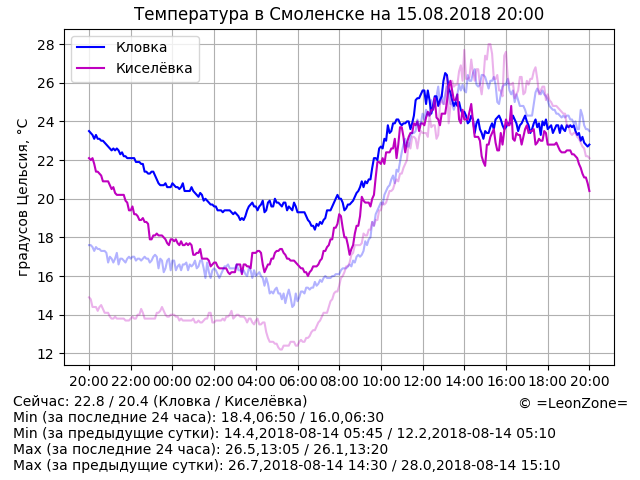 Температура в Смоленске на 15.08.2018 20:00
Кловка
Киселёвка
градусов Цельсия, °C
28
26
24
22
20
18
16
14
12
20:00 22:00 00:00 02:00 04:00 06:00 08:00 10:00 12:00 14:00 16:00 18:00 20:00
Сейчас: 22.8 / 20.4 (Кловка / Киселёвка)
© =LeonZone=
Min (за последние 24 часа): 18.4,06:50 / 16.0,06:30
Min (за предыдущие сутки): 14.4,2018-08-14 05:45 / 12.2,2018-08-14 05:10
Max (за последние 24 часа): 26.5,13:05 / 26.1,13:20
Max (за предыдущие сутки): 26.7,2018-08-14 14:30 / 28.0,2018-08-14 15:10